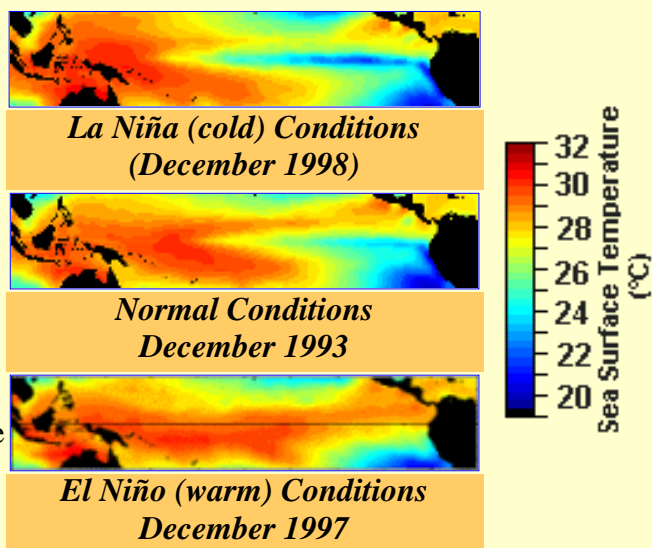 La Niña (cold) Conditions
(December 1998)
Normal Conditions
December 1993
e
El Niño (warm) Conditions
December 1997
32
30
28
26
24
22
20
Sea Surface Temperature
(°C)